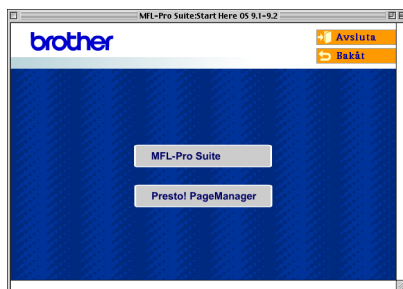 MFL-Pro Suite:Start Here OS 9.1-9.2
brother
Avsluta
Bakåt
MFL-Pro Suite
Presto! PageManager